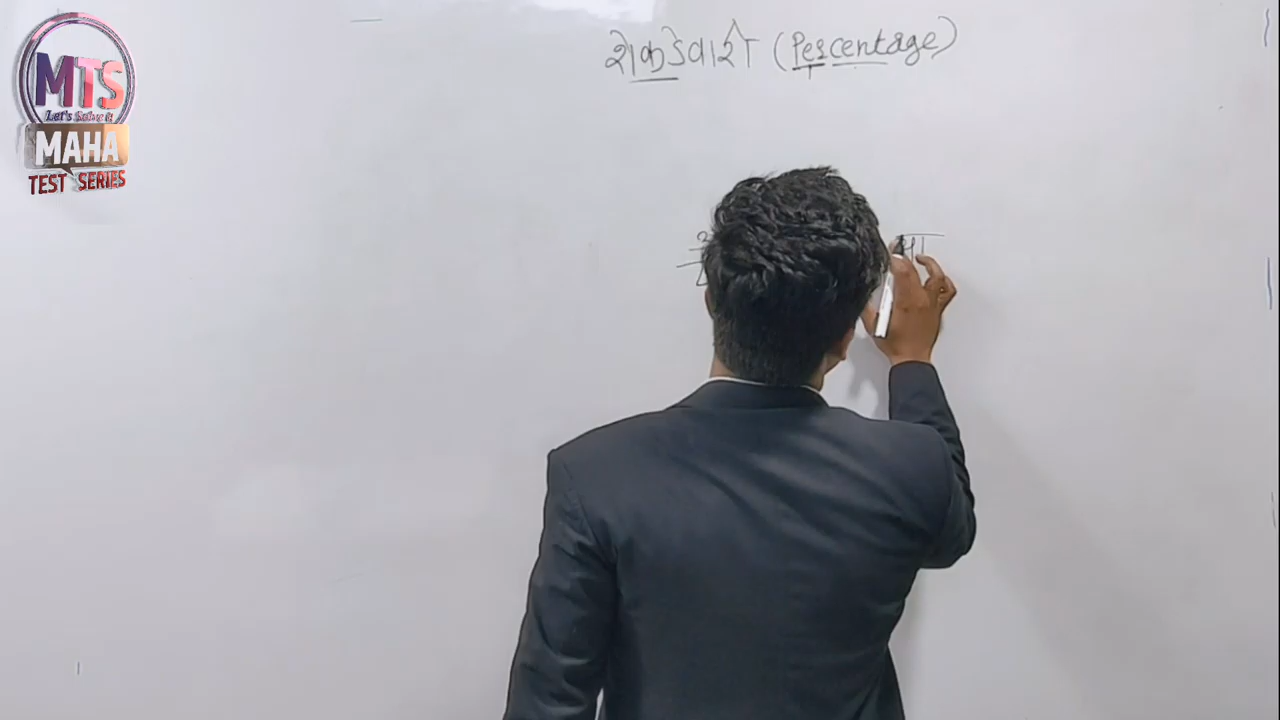 MTS
Let's Solve it
MAHA
TEST SERIES
शेकडेवारी (Percentage)